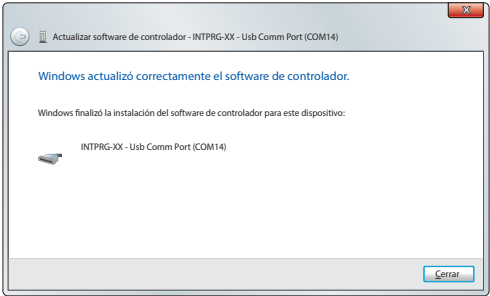 Actualizar software de controlador - INTPRG-XX - Usb Comm Port (COM14)
Windows actualizó correctamente el software de controlador.
Windows finalizó la instalación del software de controlador para este dispositivo:
INTPRG-XX - Usb Comm Port (COM14)
Cerrar